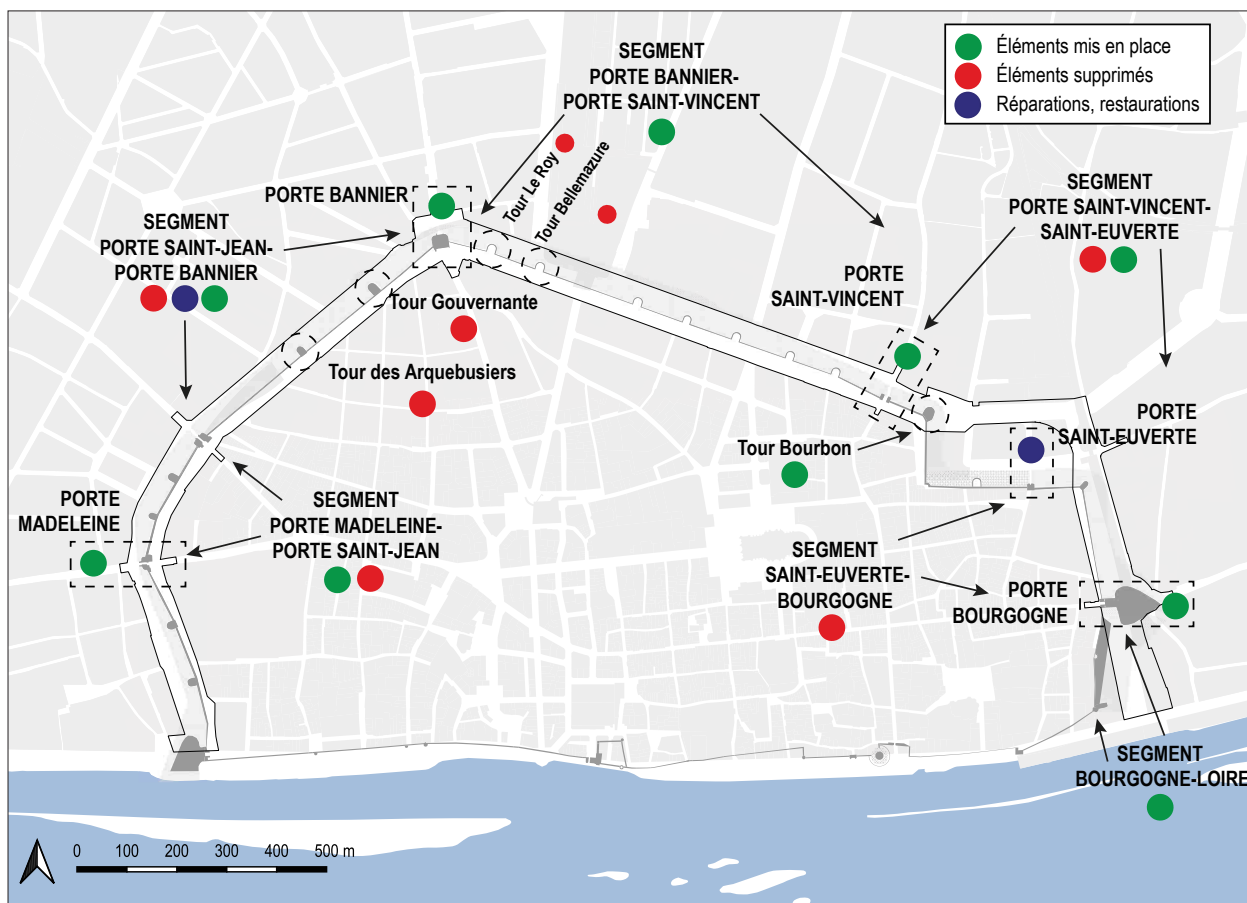 SEGMENT
PORTE BANNIER-
PORTE SAINT-VINCENT
Éléments mis en place
Éléments supprimés
Réparations, restaurations
Tour Le Roy
Tour Bellemazure
PORTE BANNIER
SEGMENT
PORTE SAINT-JEAN-
PORTE BANNIER
SEGMENT
PORTE SAINT-VINCENT-
SAINT-EUVERTE
PORTE
SAINT-VINCENT
Tour Gouvernante
Tour des Arquebusiers
PORTE
SAINT-EUVERTE
Tour Bourbon
PORTE
MADELEINE
SEGMENT
PORTE MADELEINE-
PORTE SAINT-JEAN
SEGMENT
SAINT-EUVERTE-
BOURGOGNE
PORTE
BOURGOGNE
SEGMENT
BOURGOGNE-LOIRE
0 100 200 300 400 500 m